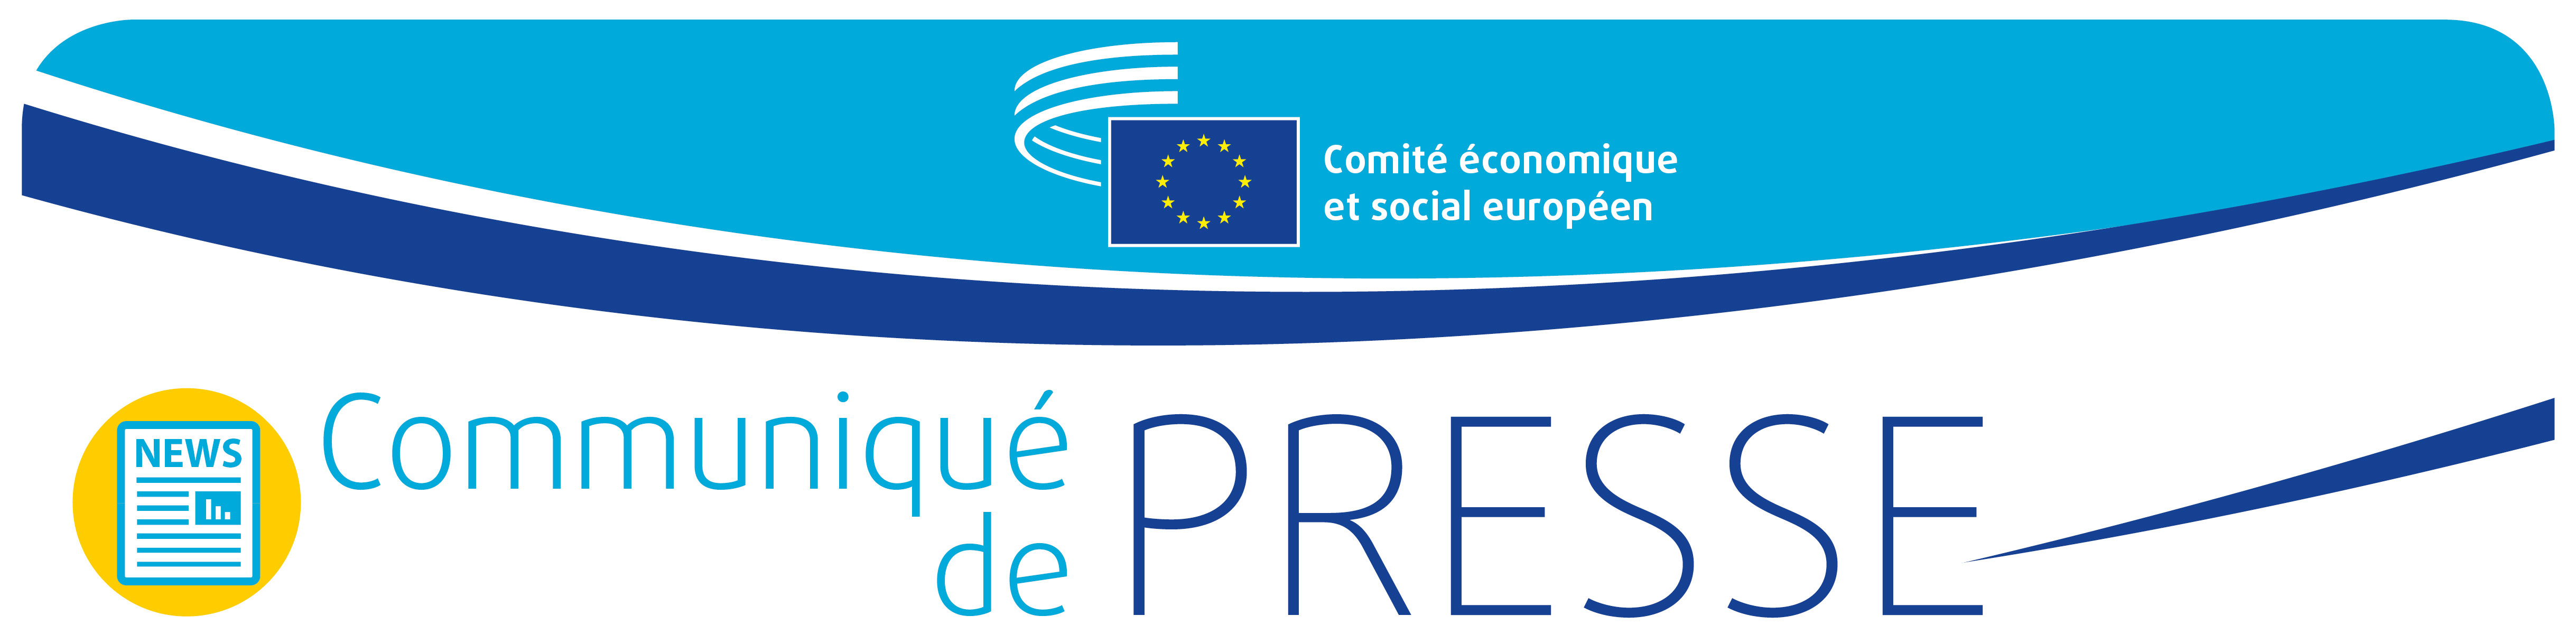 Comité économique
et social européen
NEWS
Communiqué
de PRESSE